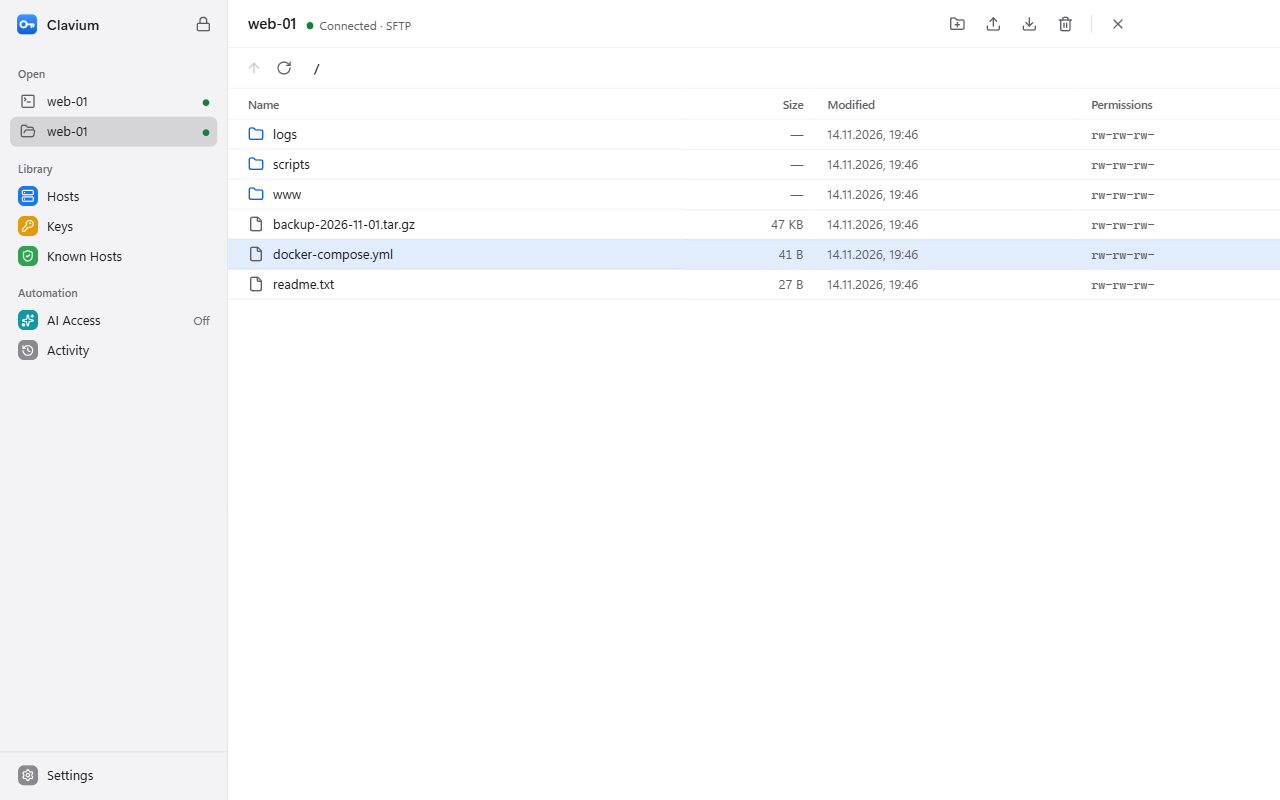 Clavium
Open
web-01
web-01
Library
Hosts
Keys
Known Hosts
Automation
AI Access Off
Activity
Settings
web-01 Connected · SFTP
/
Name Size Modified Permissions
logs — 14.11.2026, 19:46 rw-rw-rw-
scripts — 14.11.2026, 19:46 rw-rw-rw-
www — 14.11.2026, 19:46 rw-rw-rw-
backup-2026-11-01.tar.gz 47 KB 14.11.2026, 19:46 rw-rw-rw-
docker-compose.yml 41 B 14.11.2026, 19:46 rw-rw-rw-
readme.txt 27 B 14.11.2026, 19:46 rw-rw-rw-